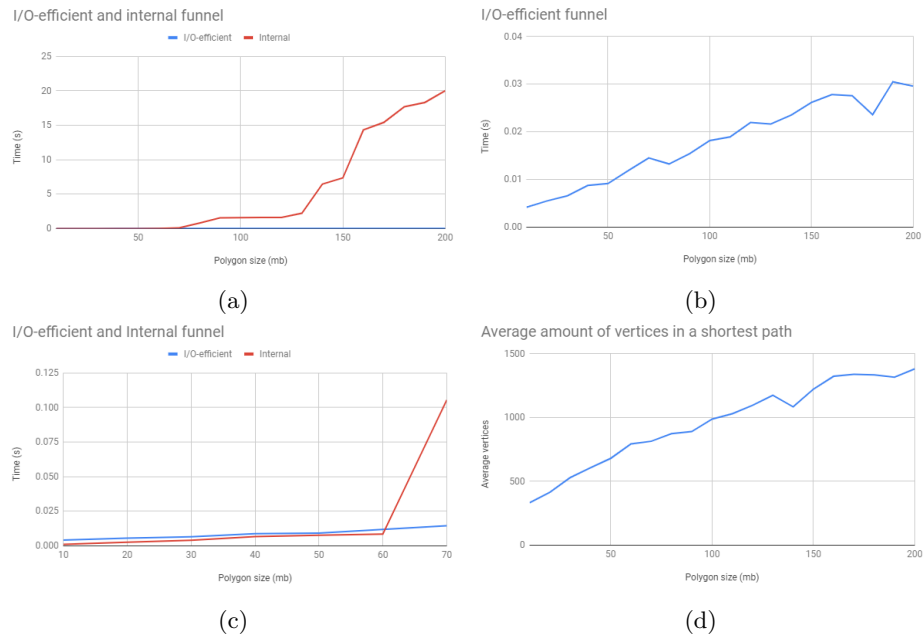 I/O-efficient and internal funnel
I/O-efficient Internal
25
20
15
10
5
0
Time (s)
50 100 150 200
Polygon size (mb)
(a)
I/O-efficient funnel
0.04
0.03
0.02
0.01
0.00
Time (s)
50 100 150 200
Polygon size (mb)
(b)
I/O-efficient and Internal funnel
I/O-efficient Internal
0.125
0.100
0.075
0.050
0.025
0.000
Time (s)
10 20 30 40 50 60 70
Polygon size (mb)
(c)
Average amount of vertices in a shortest path
1500
1000
500
0
Average vertices
50 100 150 200
Polygon size (mb)
(d)